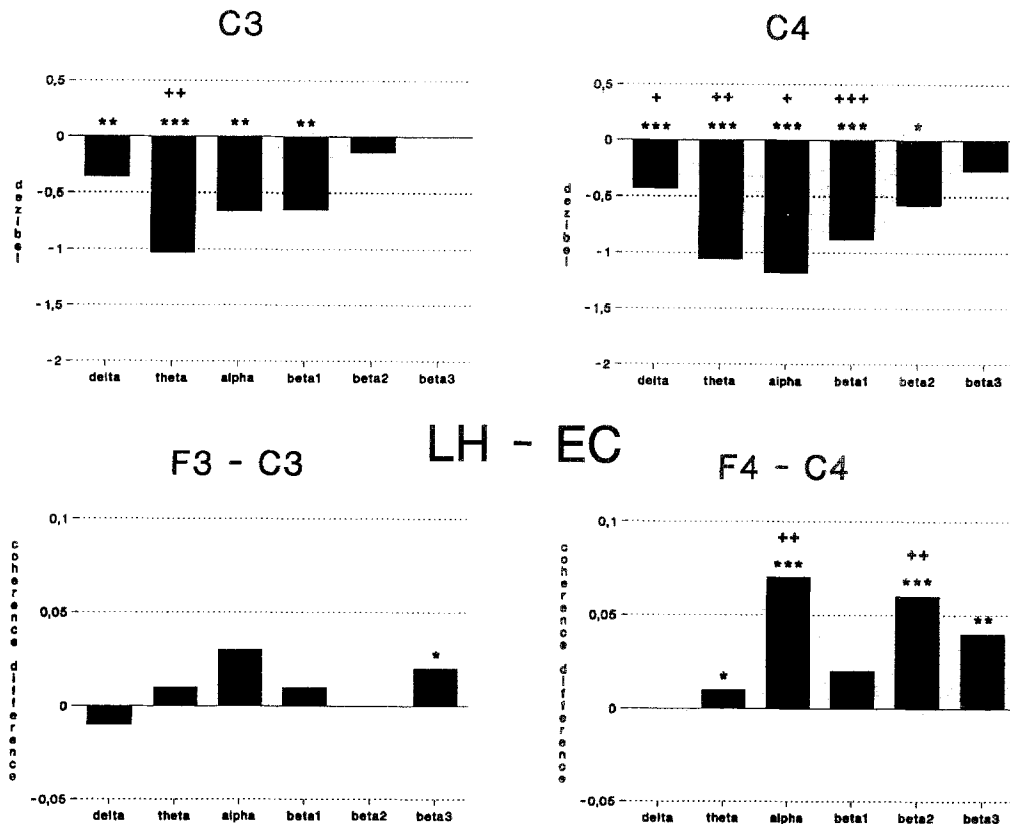 C3
0,5
++
** *** ** **
0
-0,5
-1
-1,5
-2
dezibel
delta theta alpha beta1 beta2 beta3
C4
0,5
+ ++ + +++
*** *** *** *** *
0
-0,5
-1
-1,5
-2
dezibel
delta theta alpha beta1 beta2 beta3
LH - EC
F3 - C3
0,1
0,05
*
0
-0,05
coherence difference
delta theta alpha beta1 beta2 beta3
F4 - C4
0,1
++ ++
*** ***
0,05
**
*
0
-0,05
coherence difference
delta theta alpha beta1 beta2 beta3